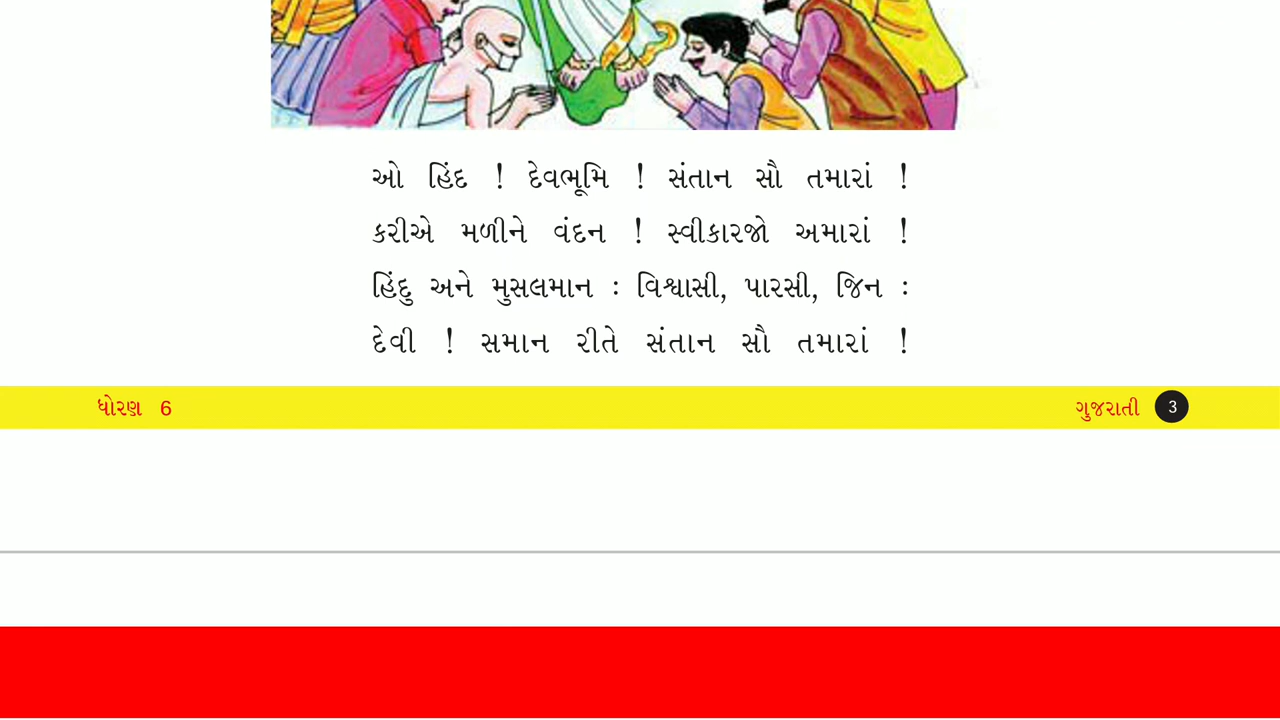 ઓ હિંદ ! દેવભૂમિ ! સંતાન સૌ તમારાં !
કરીએ મળીને વંદન ! સ્વીકારજો અમારાં !
હિંદુ અને મુસલમાન : વિશ્વાસી, પારસી, જિન :
દેવી ! સમાન રીતે સંતાન સૌ તમારાં !
ધોરણ 6
ગુજરાતી 3